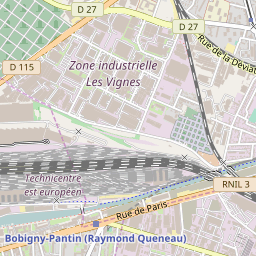 D 27
D 27
Rue de la Déviat
Zone industrielle
Les Vignes
D 115
Technicentre
est européen
RNIL 3
Rue de Paris
Bobigny-Pantin (Raymond Queneau)